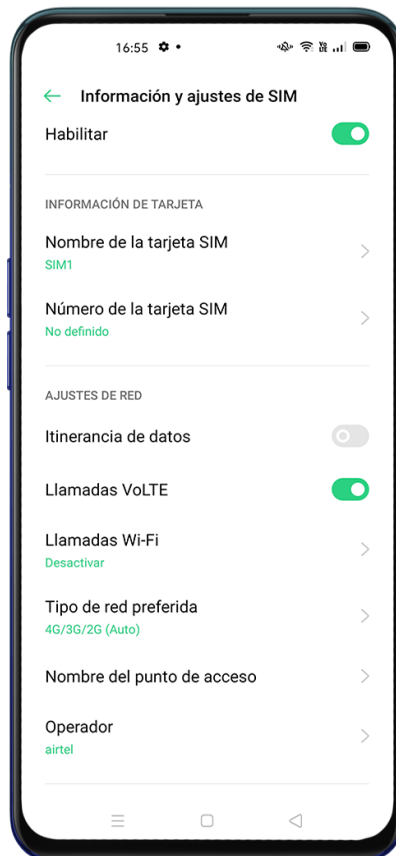 16:55
Información y ajustes de SIM
Habilitar
INFORMACIÓN DE TARJETA
Nombre de la tarjeta SIM
SIM1
Número de la tarjeta SIM
No definido
AJUSTES DE RED
Itinerancia de datos
Llamadas VoLTE
Llamadas Wi-Fi
Desactivar
Tipo de red preferida
4G/3G/2G (Auto)
Nombre del punto de acceso
Operador
airtel